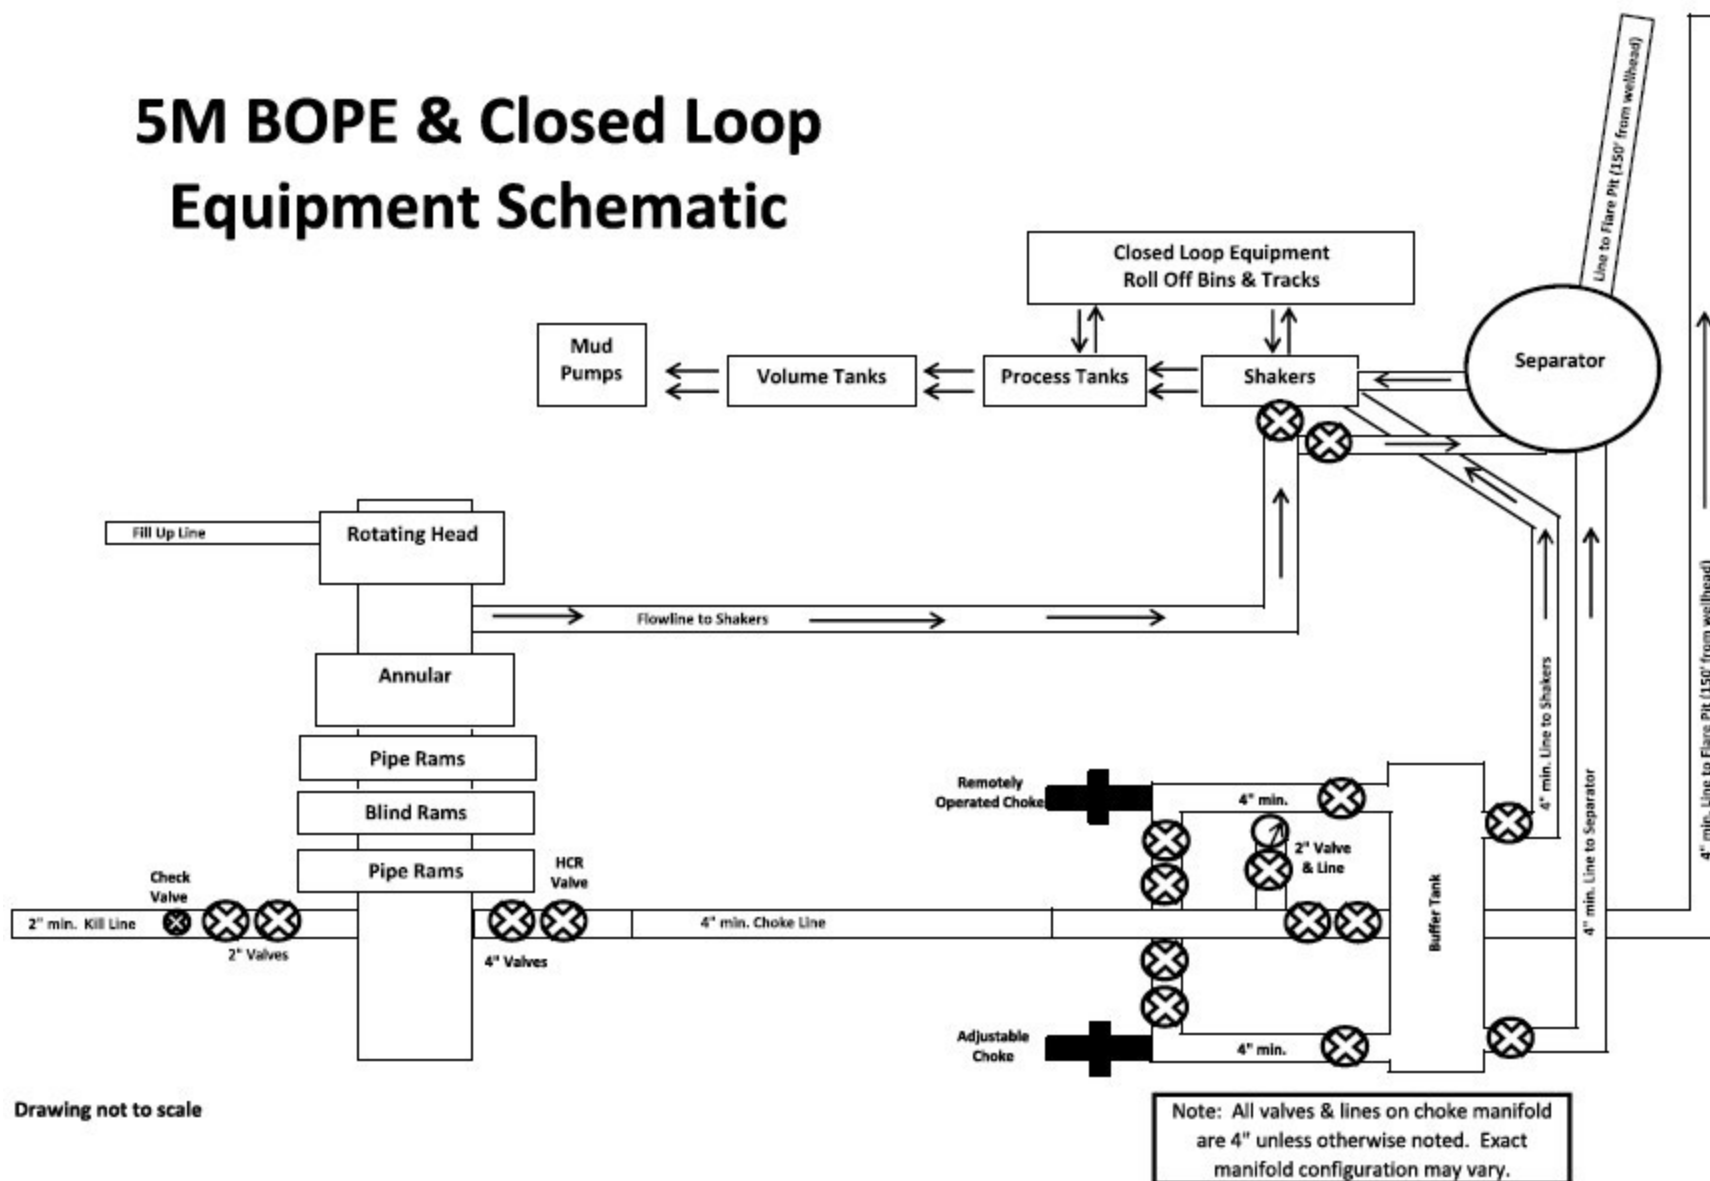 5M BOPE & Closed Loop
Equipment Schematic
Line to Flare Pit (150' from wellhead)
Closed Loop Equipment
Roll Off Bins & Tracks
Mud
Pumps
Volume Tanks
Process Tanks
Shakers
Separator
Fill Up Line
Rotating Head
Flowline to Shakers
Annular
Pipe Rams
Blind Rams
Pipe Rams
Check
Valve
HCR
Valve
2" min. Kill Line
2" Valves
4" Valves
4" min. Choke Line
Remotely
Operated Choke
4" min.
2" Valve
& Line
Buffer Tank
4" min. Line to Shakers
4" min. Line to Separator
4" min. Line to Flare Pit (150' from wellhead)
Adjustable
Choke
4" min.
Drawing not to scale
Note: All valves & lines on choke manifold
are 4" unless otherwise noted. Exact
manifold configuration may vary.